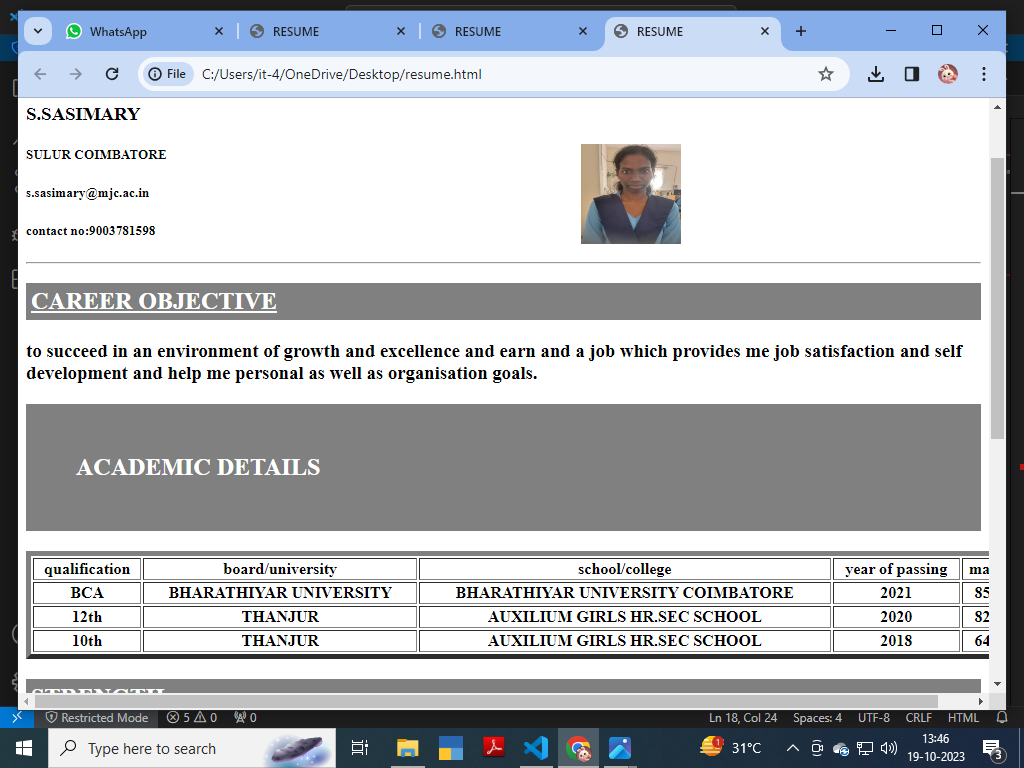 WhatsApp
RESUME
RESUME
RESUME
File
C:/Users/it-4/OneDrive/Desktop/resume.html
S.SASIMARY
SULUR COIMBATORE
s.sasimary@mjc.ac.in
contact no:9003781598
CAREER OBJECTIVE
to succeed in an environment of growth and excellence and earn and a job which provides me job satisfaction and self
development and help me personal as well as organisation goals.
ACADEMIC DETAILS
qualification board/university school/college year of passing ma
BCA BHARATHIYAR UNIVERSITY BHARATHIYAR UNIVERSITY COIMBATORE 2021 85
12th THANJUR AUXILIUM GIRLS HR.SEC SCHOOL 2020 82
10th THANJUR AUXILIUM GIRLS HR.SEC SCHOOL 2018 64
STRENGTH
Restricted Mode 5 0 0 Ln 18, Col 24 Spaces: 4 UTF-8 CRLF HTML
Type here to search 1 31°C 13:46
19-10-2023 3